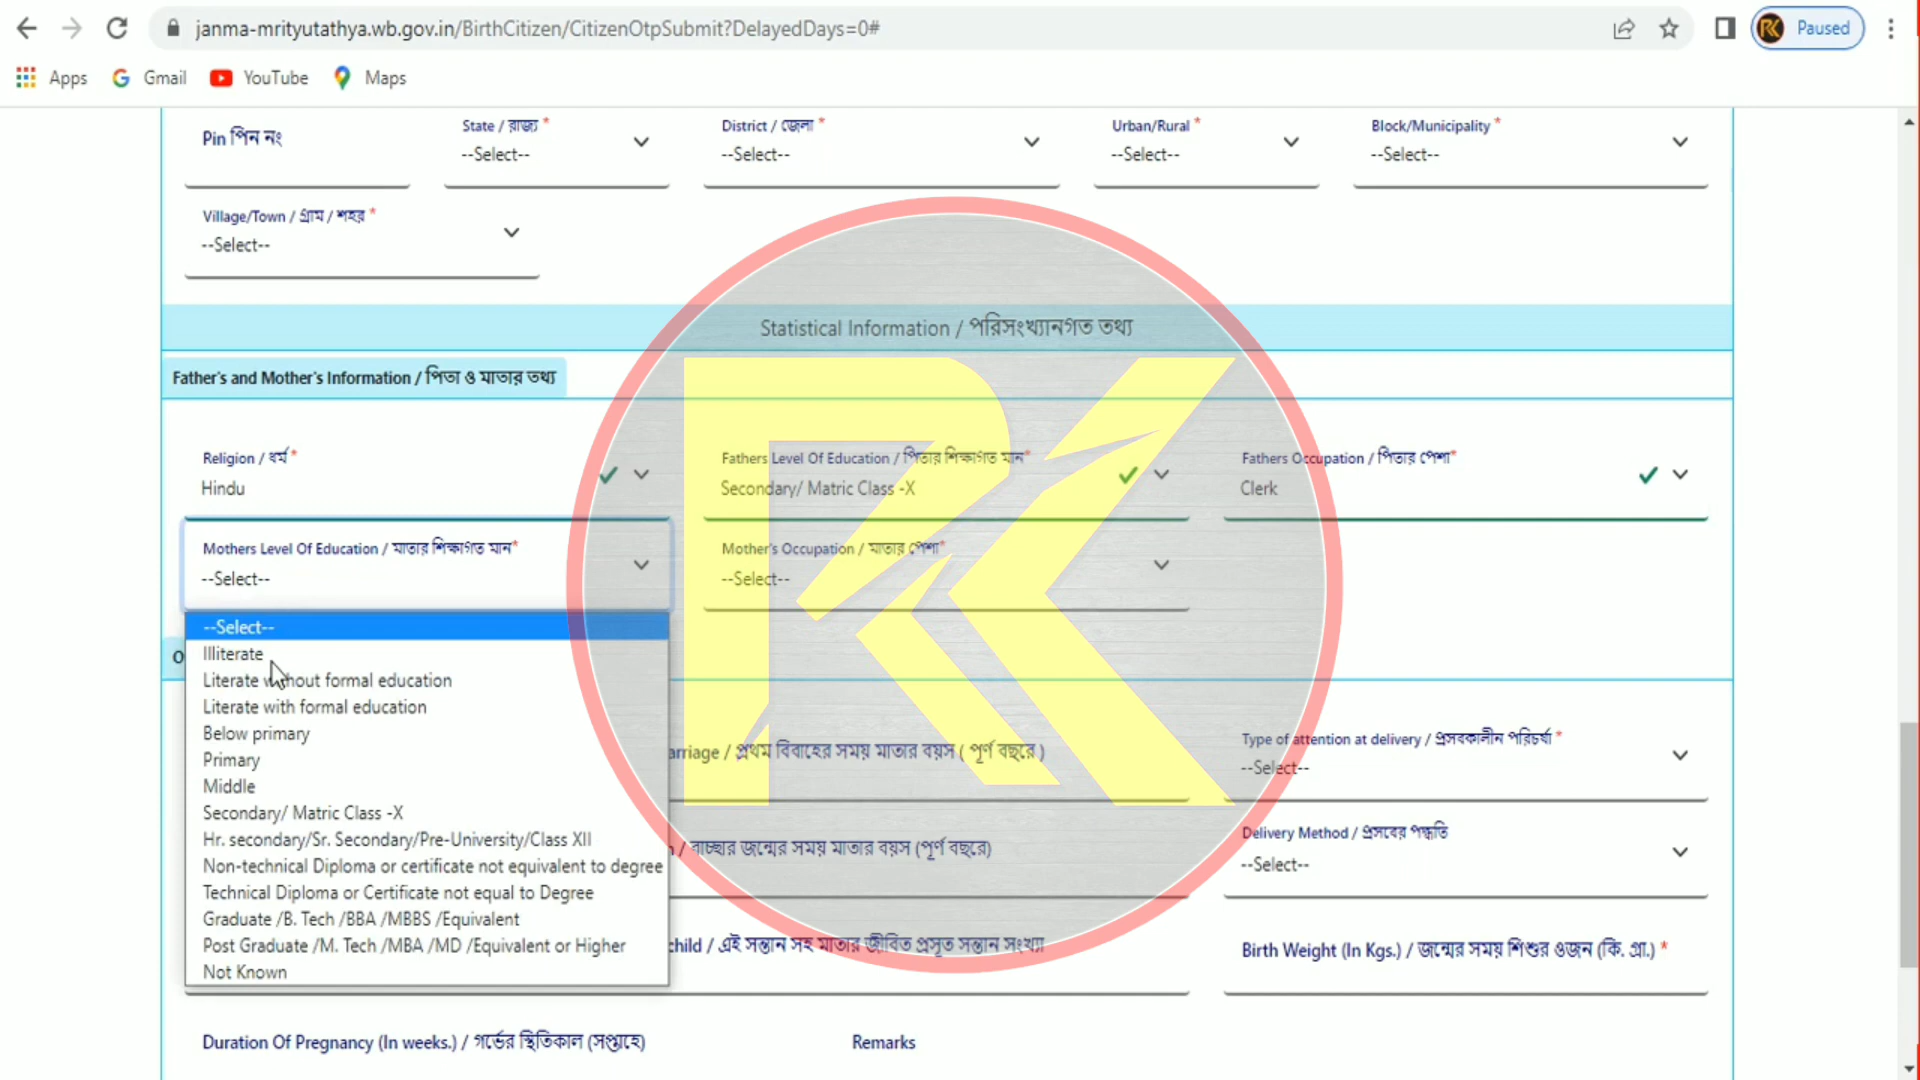 janma-mrityutathya.wb.gov.in/BirthCitizen/CitizenOtpSubmit?DelayedDays=0#
Paused
Apps Gmail YouTube Maps
Pin পিন নং
State / রাজ্য *
--Select--
District / জেলা *
--Select--
Urban/Rural *
--Select--
Block/Municipality *
--Select--
Village/Town / গ্রাম / শহর *
--Select--
Statistical Information / পরিসংখ্যানগত তথ্য
Father's and Mother's Information / পিতা ও মাতার তথ্য
Religion / ধর্ম *
Hindu
Fathers Level Of Education / পিতার শিক্ষাগত মান*
Secondary/ Matric Class -X
Fathers Occupation / পিতার পেশা*
Clerk
Mothers Level Of Education / মাতার শিক্ষাগত মান*
--Select--
Mother's Occupation / মাতার পেশা*
--Select--
--Select--
Illiterate
Literate without formal education
Literate with formal education
Below primary
Primary
Middle
Secondary/ Matric Class -X
Hr. secondary/Sr. Secondary/Pre-University/Class XII
Non-technical Diploma or certificate not equivalent to degree
Technical Diploma or Certificate not equal to Degree
Graduate /B. Tech /BBA /MBBS /Equivalent
Post Graduate /M. Tech /MBA /MD /Equivalent or Higher
Not Known
arriage / প্রথম বিবাহের সময় মাতার বয়স ( পূর্ণ বছরে )
Type of attention at delivery / প্রসবকালীন পরিচর্যা *
--Select--
/ বাচ্ছার জন্মের সময় মাতার বয়স (পূর্ণ বছরে)
Delivery Method / প্রসবের পদ্ধতি
--Select--
child / এই সন্তান সহ মাতার জীবিত প্রসূত সন্তান সংখ্যা
Birth Weight (In Kgs.) / জন্মের সময় শিশুর ওজন (কি. গ্রা.) *
Duration Of Pregnancy (In weeks.) / গর্ভের স্থিতিকাল (সপ্তাহে)
Remarks
RK